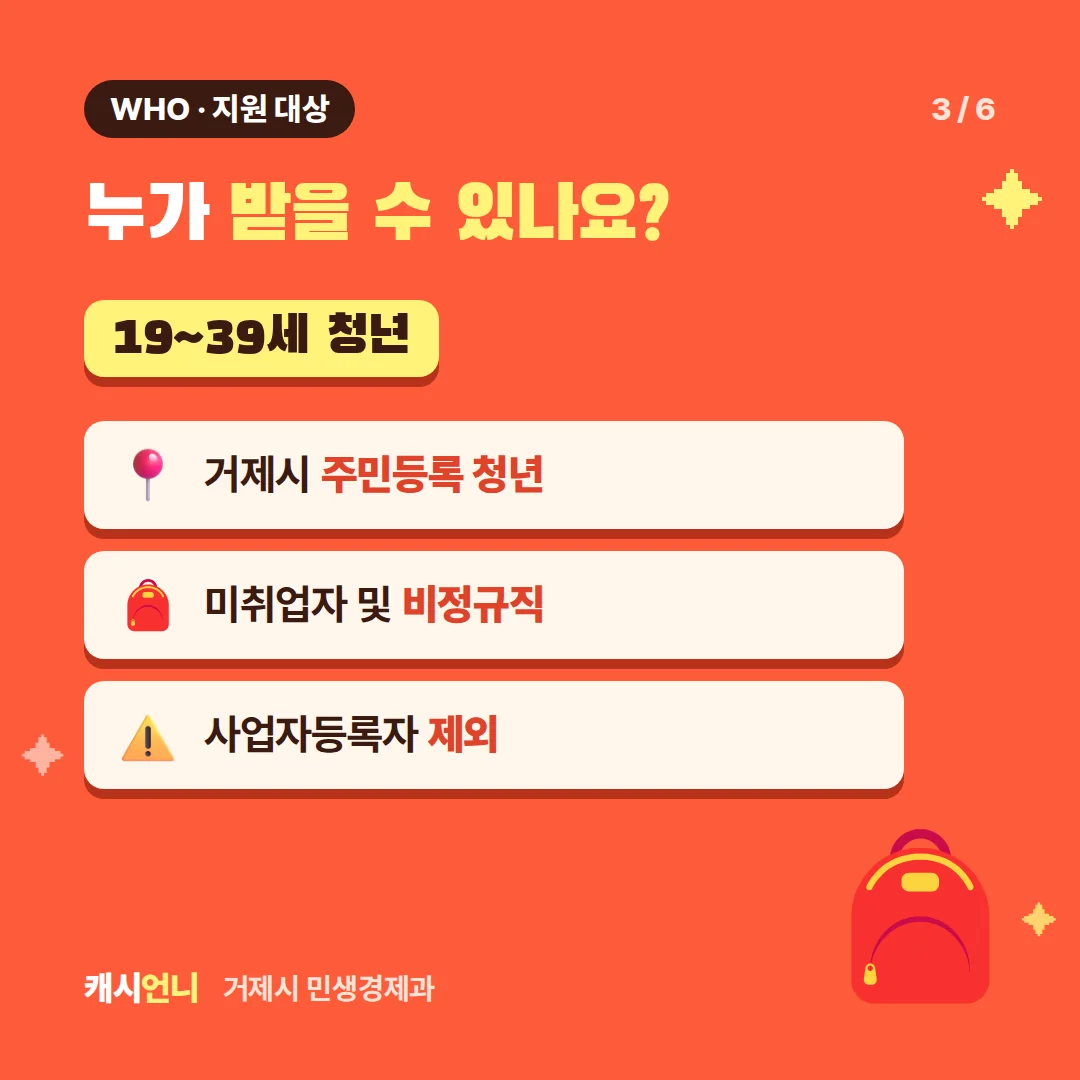 WHO · 지원 대상
3 / 6
누가 받을 수 있나요?
19~39세 청년
거제시 주민등록 청년
미취업자 및 비정규직
사업자등록자 제외
캐시언니 거제시 민생경제과